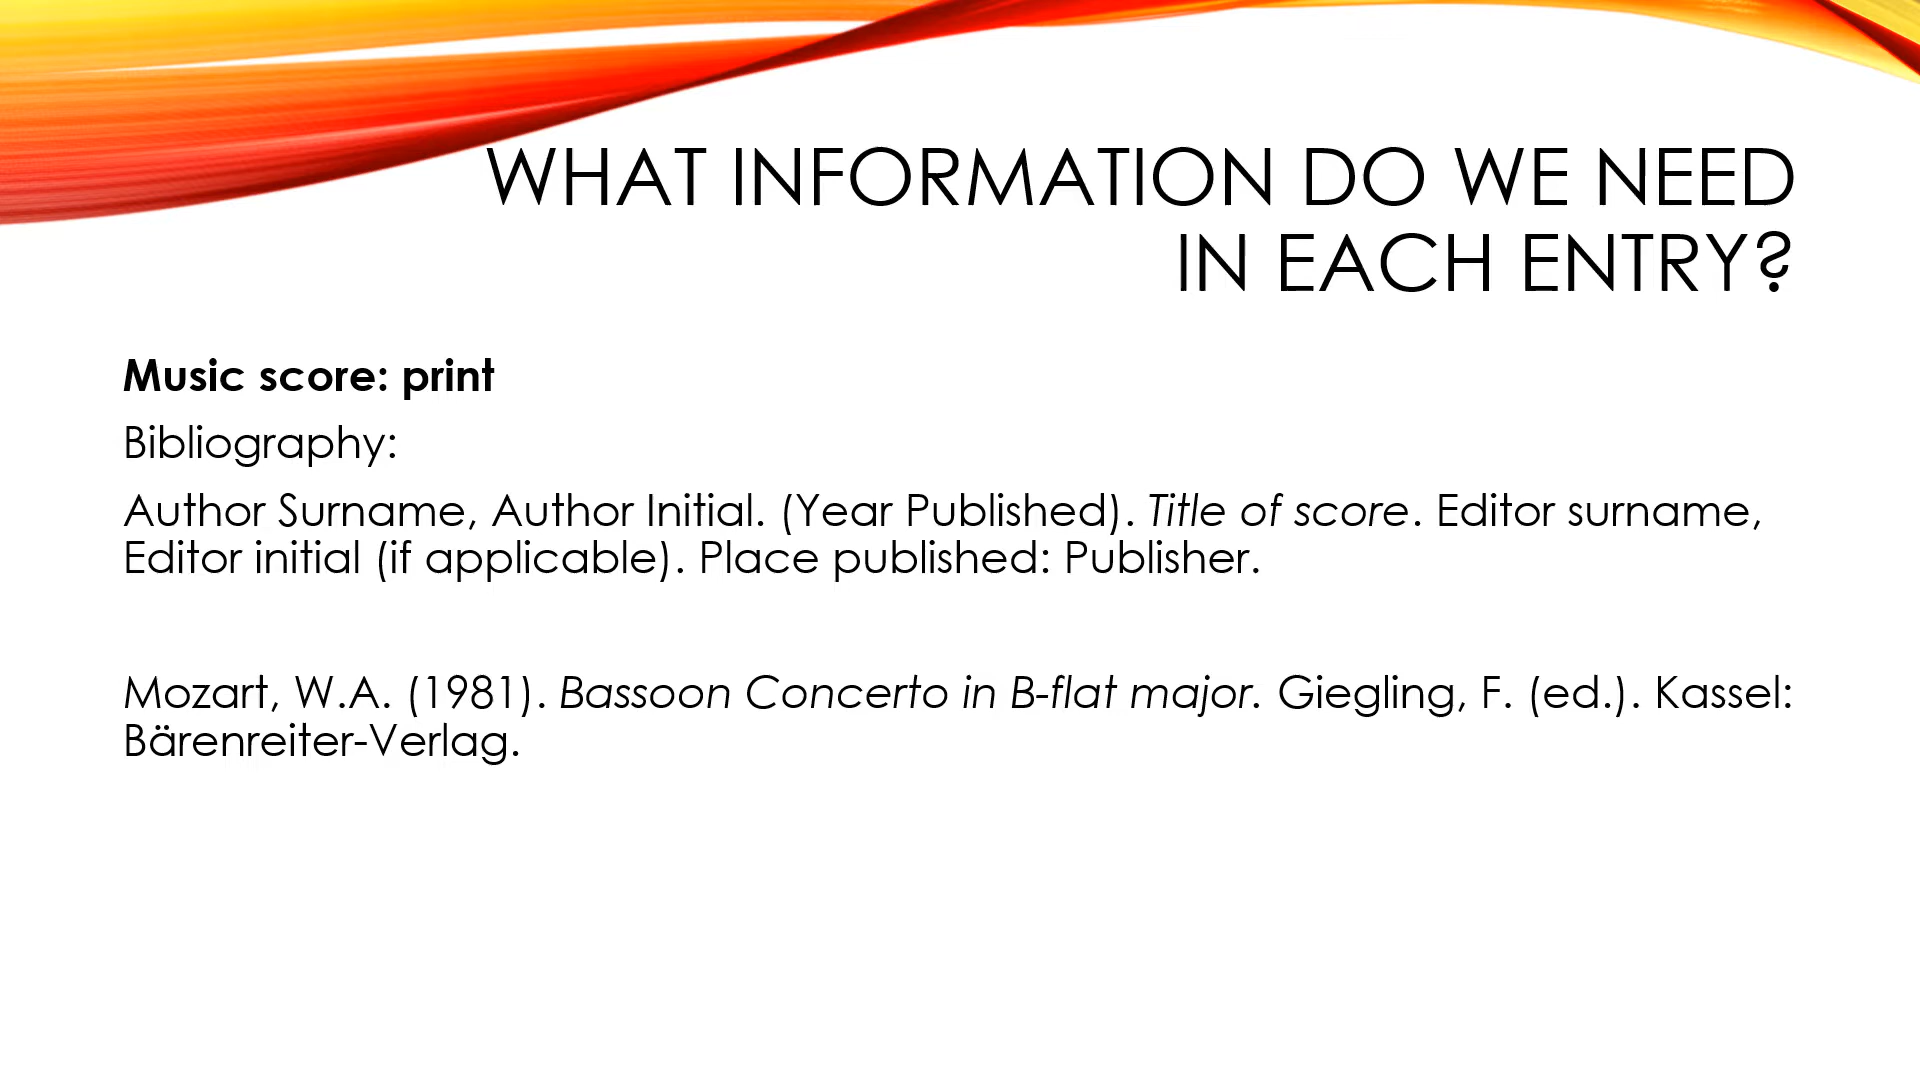 WHAT INFORMATION DO WE NEED
IN EACH ENTRY?
Music score: print
Bibliography:
Author Surname, Author Initial. (Year Published). Title of score. Editor surname,
Editor initial (if applicable). Place published: Publisher.
Mozart, W.A. (1981). Bassoon Concerto in B-flat major. Giegling, F. (ed.). Kassel:
Bärenreiter-Verlag.